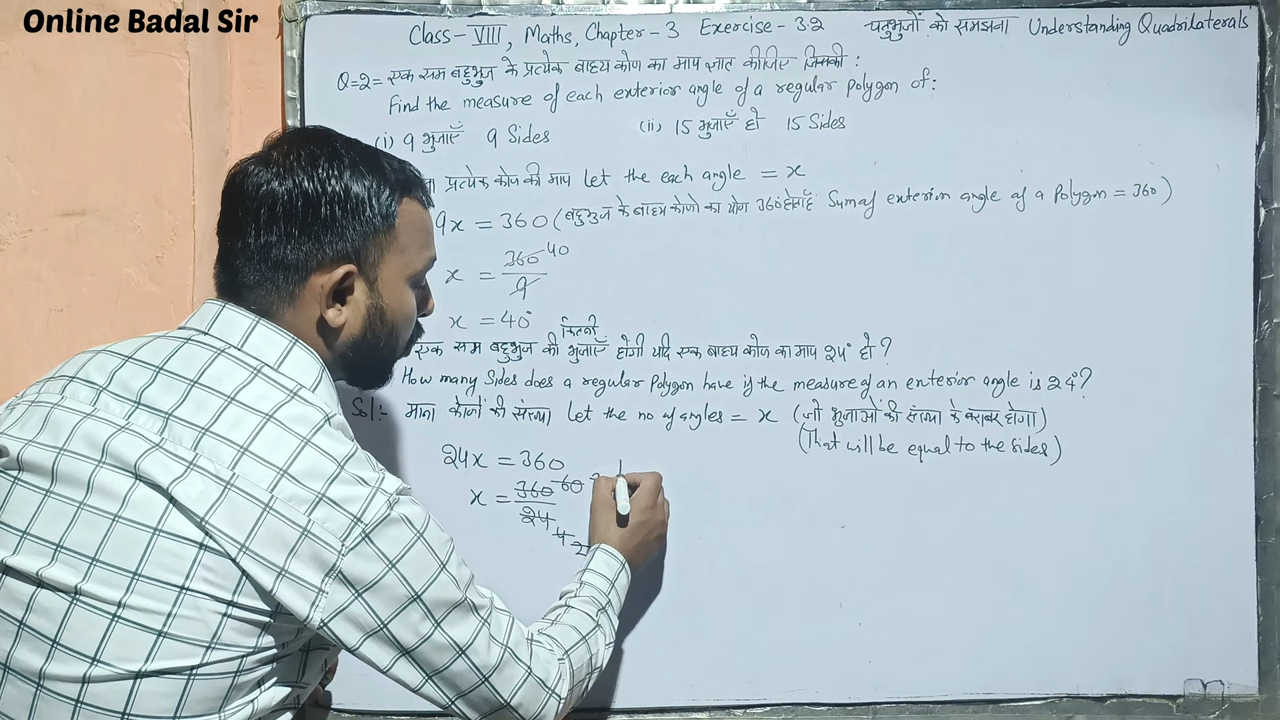 Online Badal Sir
Class-VIII, Maths, Chapter-3 Exercise-3.2 चतुर्भुजों को समझना Understanding Quadrilaterals
Q=2= एक सम बहुभुज के प्रत्येक बाह्य कोण का माप ज्ञात कीजिए जिसकी :
Find the measure of each exterior angle of a regular Polygon of:
(i) 9 भुजाएँ 9 Sides (ii) 15 भुजाएँ हो 15 Sides
प्रत्येक कोण की माप Let the each angle = x
9x = 360 (बहुभुज के बाह्य कोणों का योग 360 होता है: Sum of exterior angle of a Polygon = 360)
x = 360/9 40
x = 40°
कितनी
एक सम बहुभुज की भुजाएँ होंगी यदि एक बाह्य कोण का माप 24° हो ?
How many Sides does a regular Polygon have if the measure of an enterior angle is 24°?
Sol:- माना कोणों की संख्या Let the no of angles = x (जो भुजाओं की संख्या के बराबर होगा)
(That will be equal to the Sides)
24x = 360
x = 360/24 60 4 2